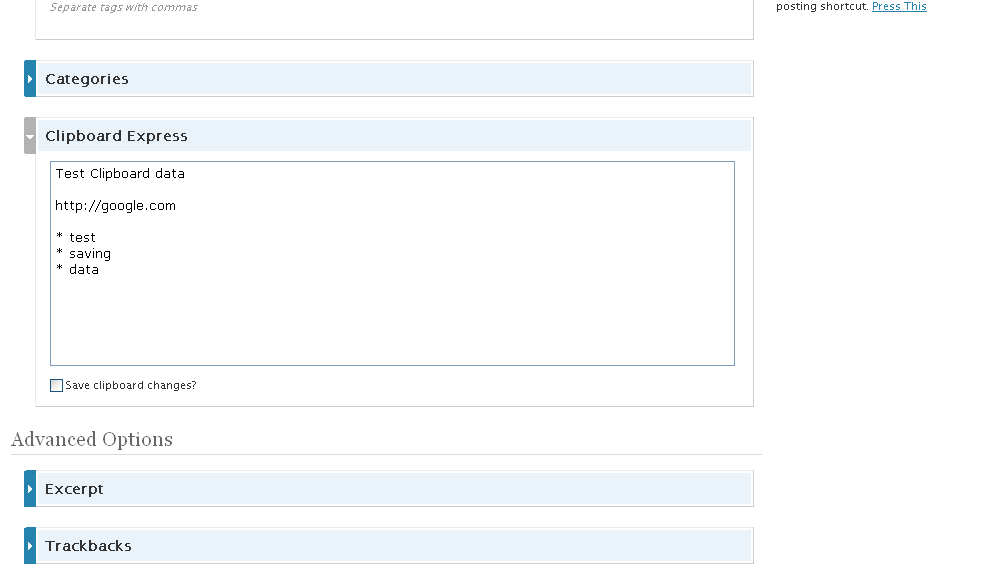 Separate tags with commas
posting shortcut. Press This
Categories
Clipboard Express
Test Clipboard data
http://google.com
* test
* saving
* data
Save clipboard changes?
Advanced Options
Excerpt
Trackbacks